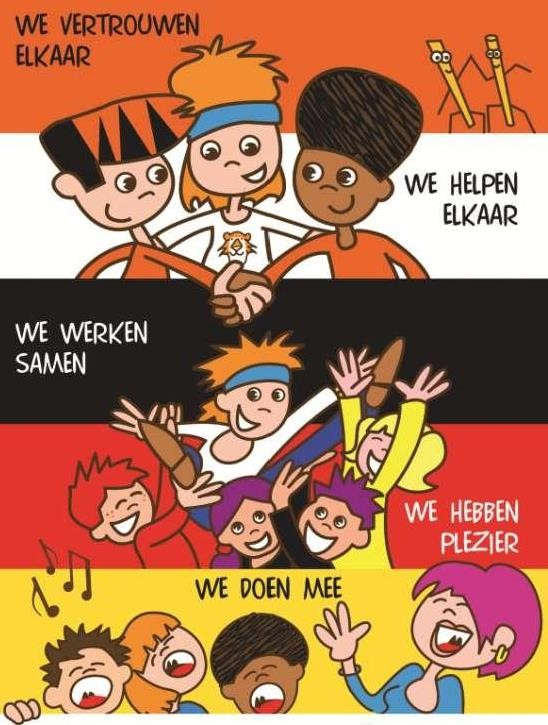 WE VERTROUWEN
ELKAAR
WE HELPEN
ELKAAR
WE WERKEN
SAMEN
WE HEBBEN
PLEZIER
WE DOEN MEE